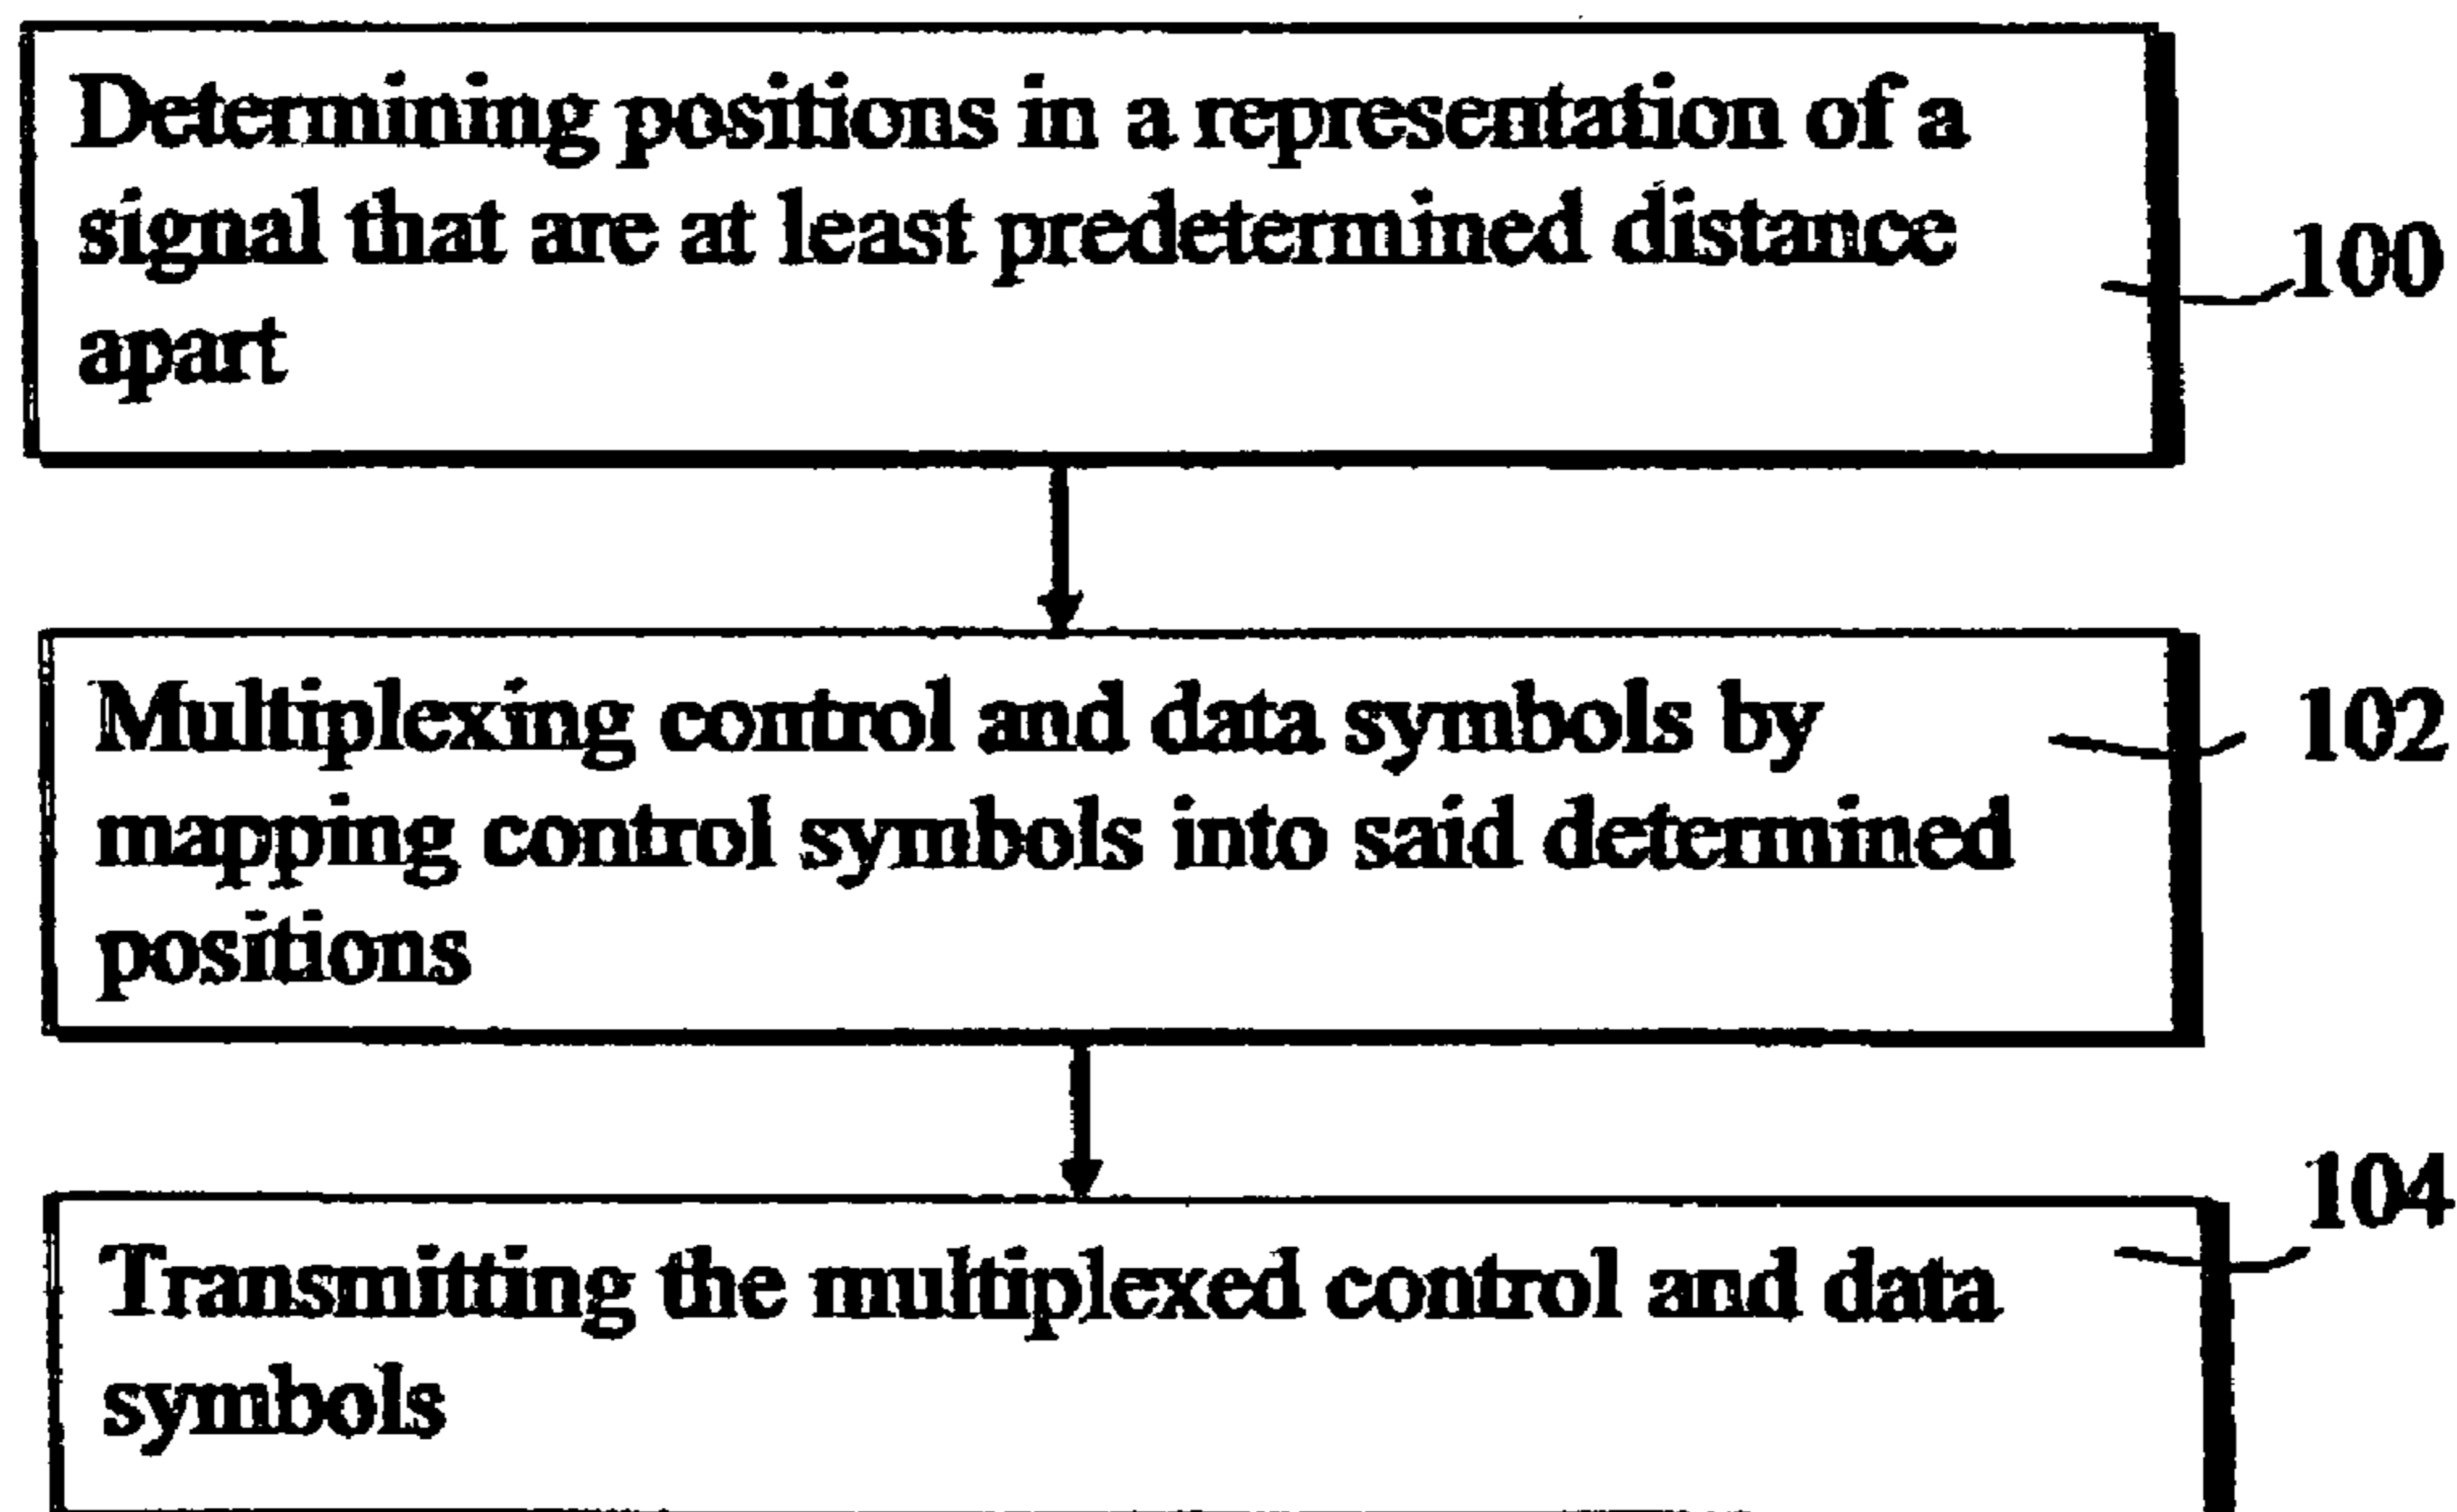 Determining positions in a representation of a
signal that are at least predetermined distance
apart
100
Multiplexing control and data symbols by
mapping control symbols into said determined
positions
102
104
Transmitting the multiplexed control and data
symbols